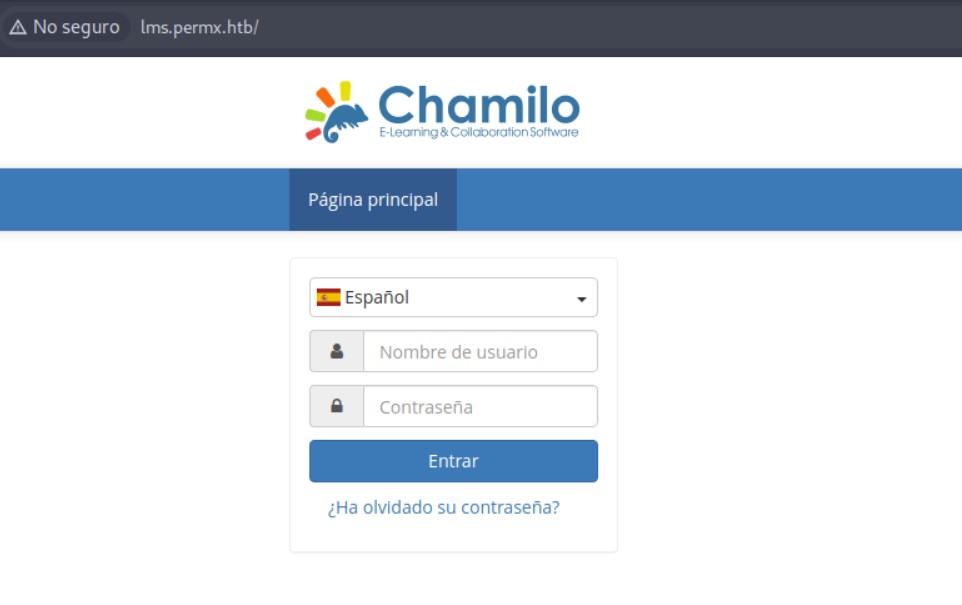 No seguro lms.permx.htb/
Chamilo
E-Learning & Collaboration Software
Página principal
Español
Nombre de usuario
Contraseña
Entrar
¿Ha olvidado su contraseña?